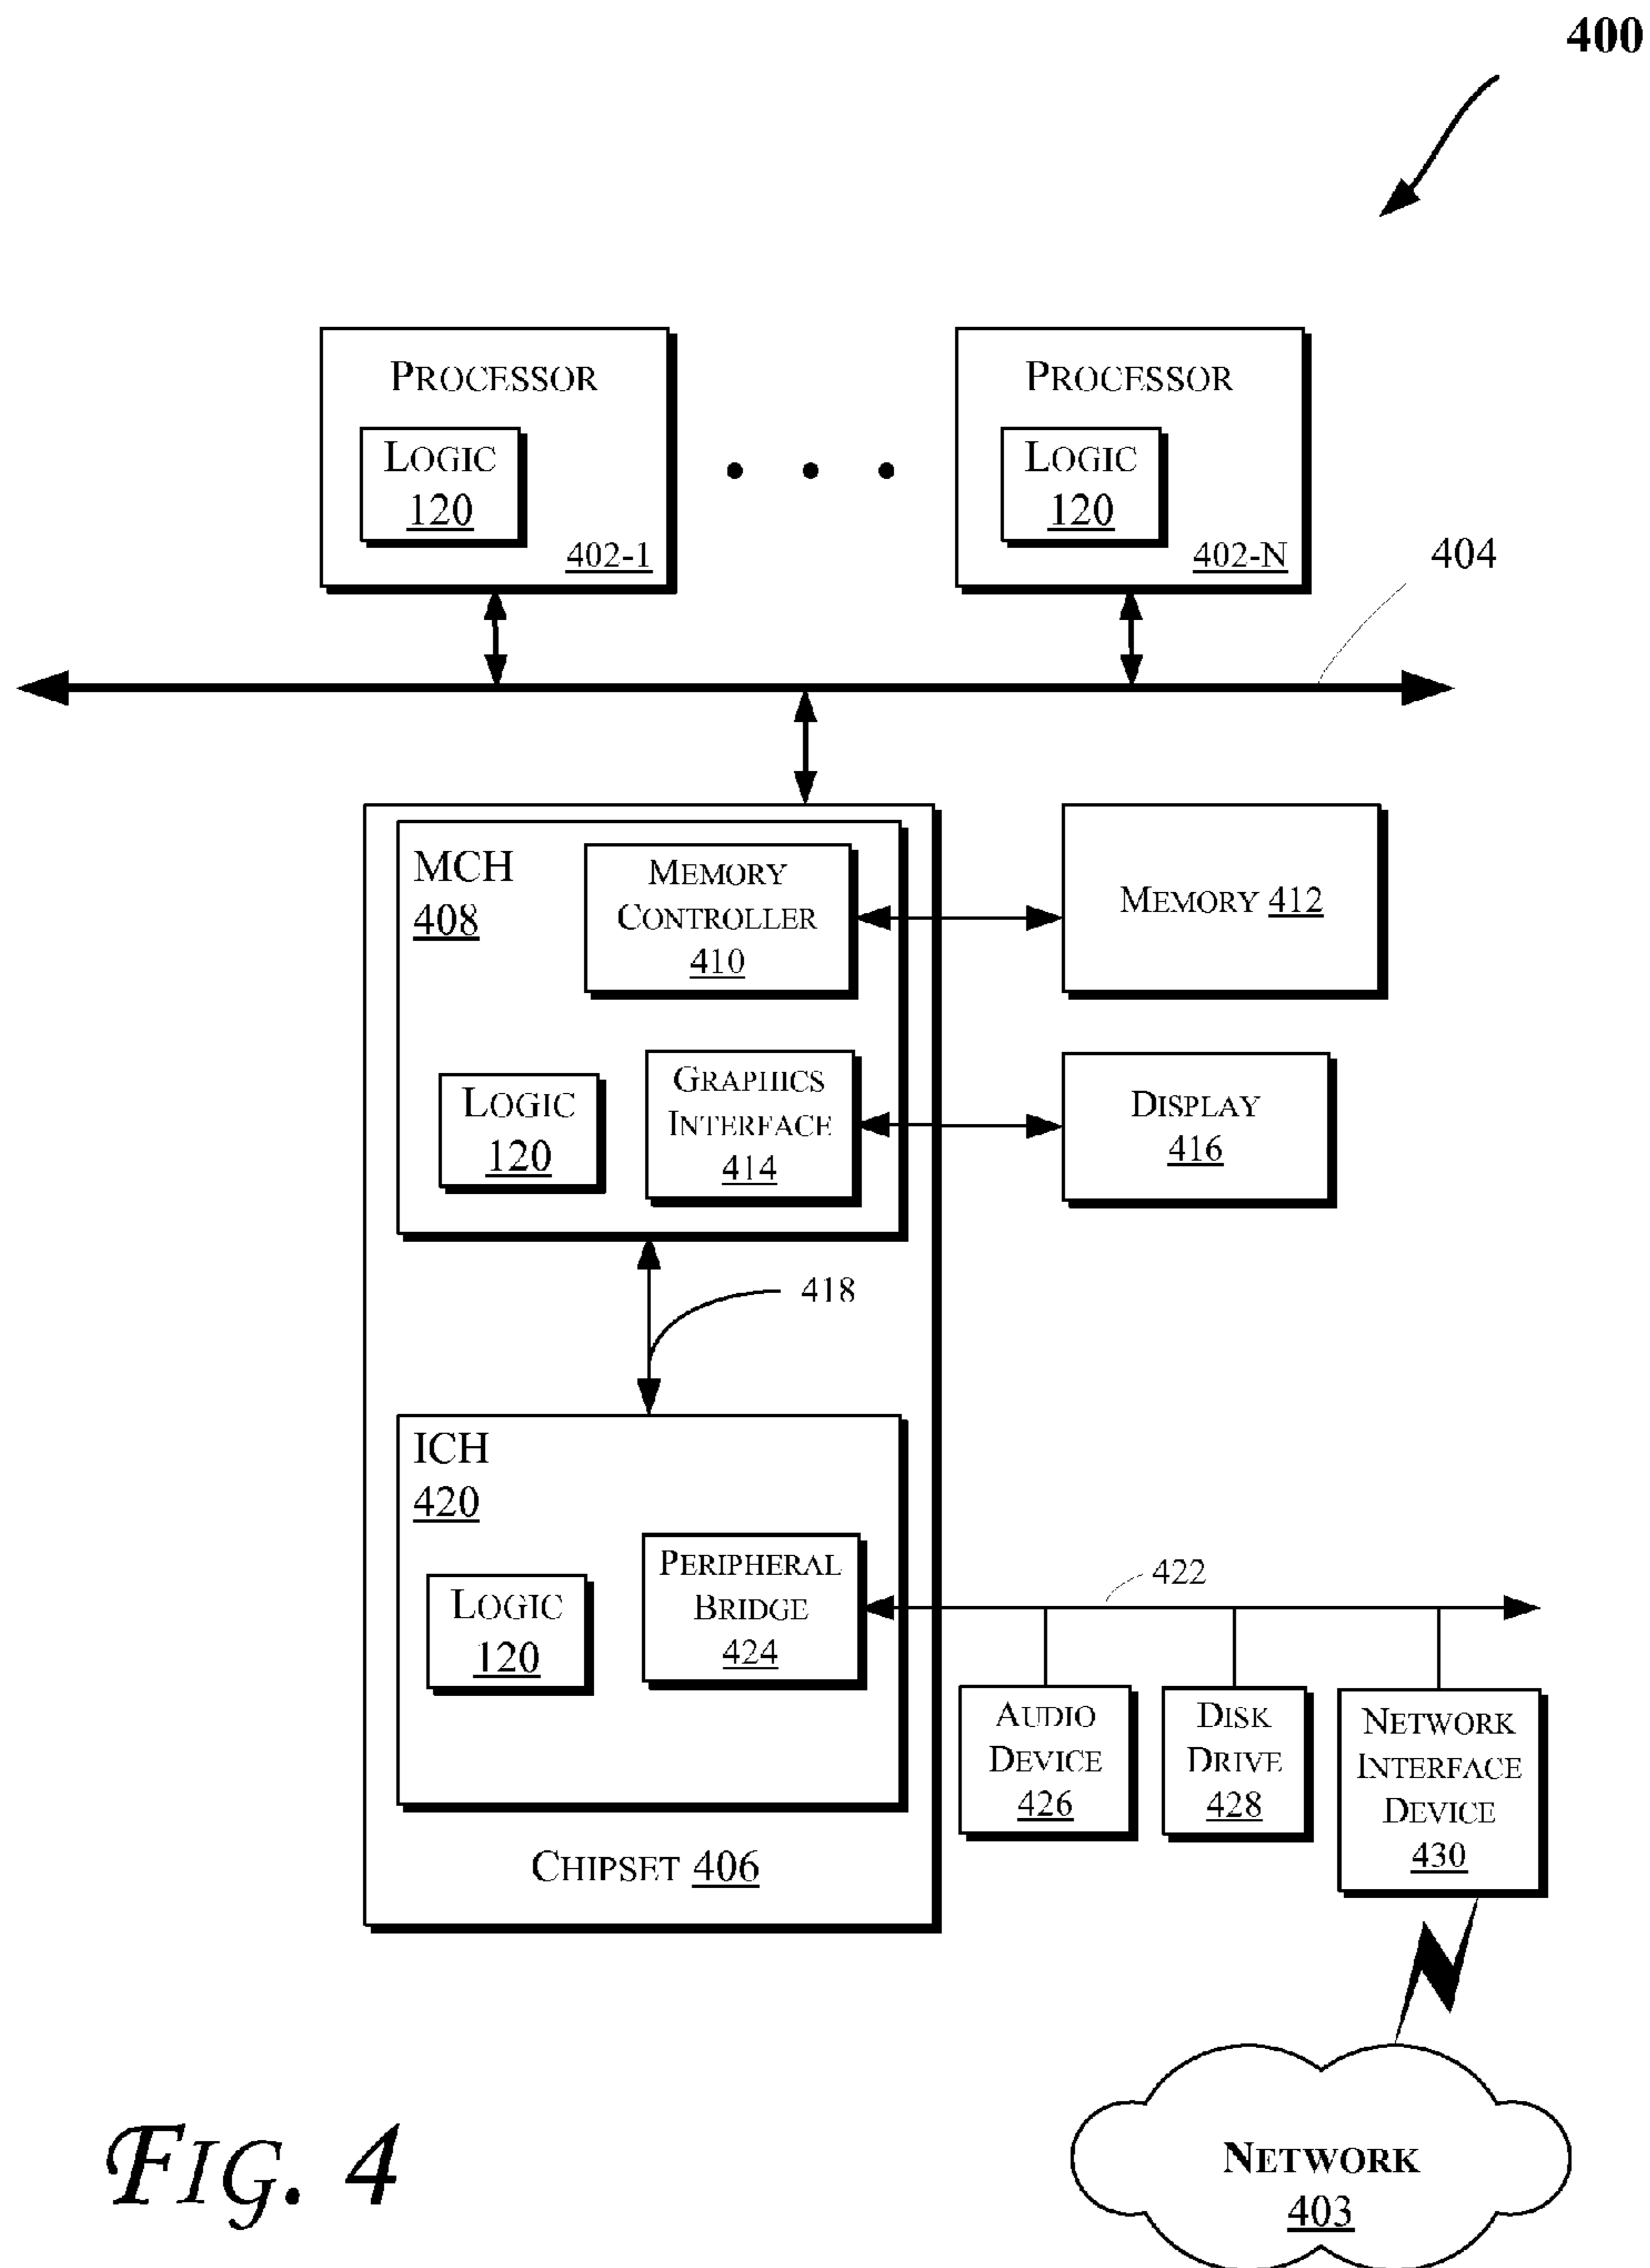 400
PROCESSOR
LOGIC
120
402-1
PROCESSOR
LOGIC
120
402-N
404
MCH
408
MEMORY
CONTROLLER
410
MEMORY 412
LOGIC
120
GRAPHICS
INTERFACE
414
DISPLAY
416
418
ICH
420
LOGIC
120
PERIPHERAL
BRIDGE
424
422
AUDIO
DEVICE
426
DISK
DRIVE
428
NETWORK
INTERFACE
DEVICE
430
CHIPSET 406
NETWORK
403
FIG. 4